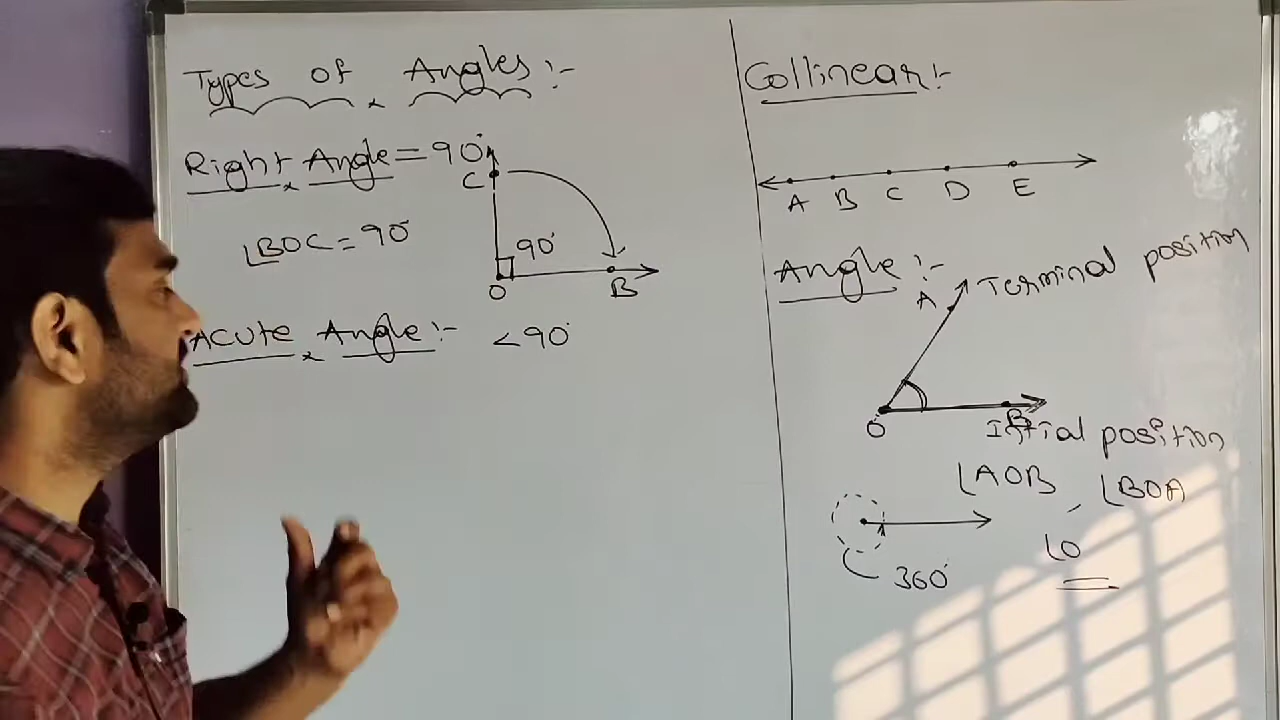 Types of Angles:-
Right Angle = 90°
C
∟BOC = 90°
90°
O B
Acute Angle:- <90°
Collinear:-
A B C D E
Angle:-
A Terminal position
O B
Initial position
∟AOB, ∟BOA
∟O
360°